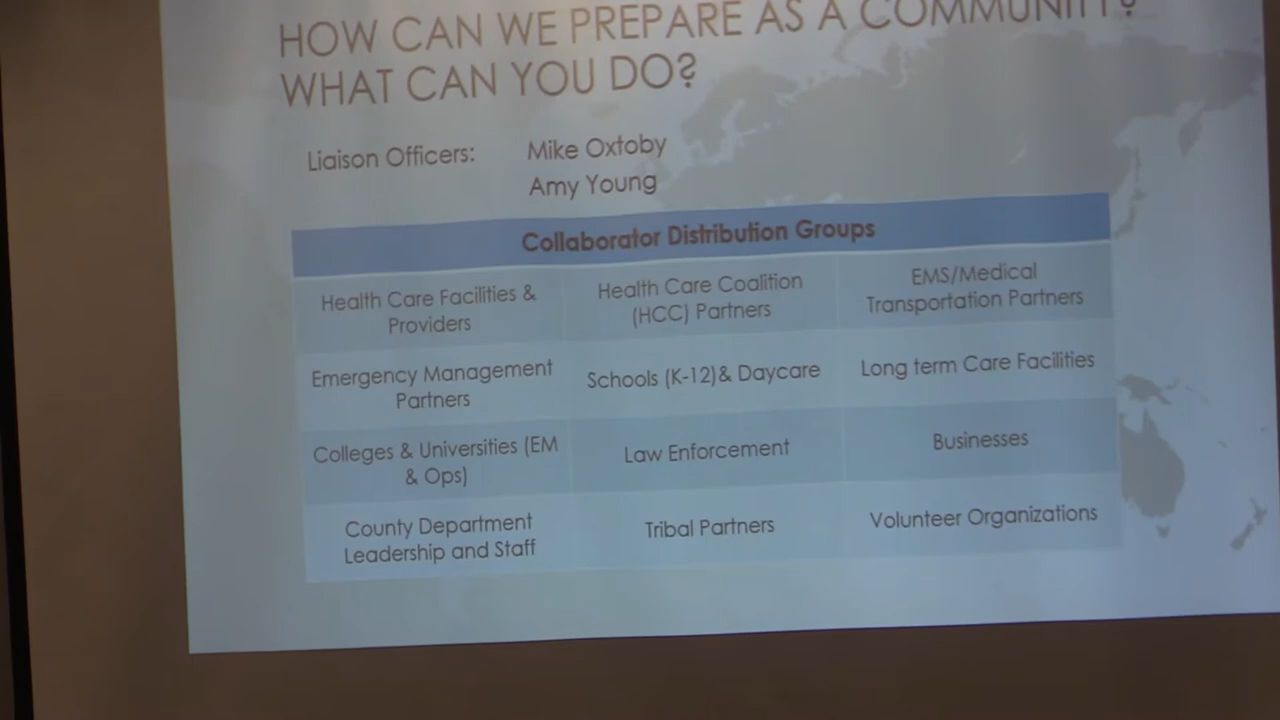 HOW CAN WE PREPARE AS A COMMUNITY?
WHAT CAN YOU DO?
Liaison Officers: Mike Oxtoby
Amy Young
Collaborator Distribution Groups
Health Care Facilities &
Providers
Health Care Coalition
(HCC) Partners
EMS/Medical
Transportation Partners
Emergency Management
Partners
Schools (K-12)& Daycare
Long term Care Facilities
Colleges & Universities (EM
& Ops)
Law Enforcement
Businesses
County Department
Leadership and Staff
Tribal Partners
Volunteer Organizations